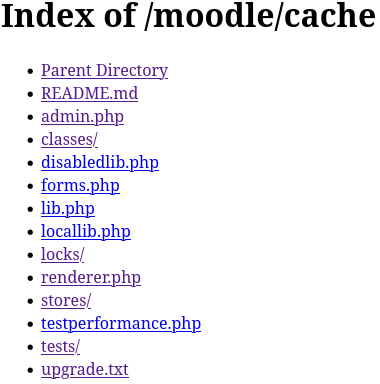 Index of /moodle/cache
Parent Directory
README.md
admin.php
classes/
disabledlib.php
forms.php
lib.php
locallib.php
locks/
renderer.php
stores/
testperformance.php
tests/
upgrade.txt